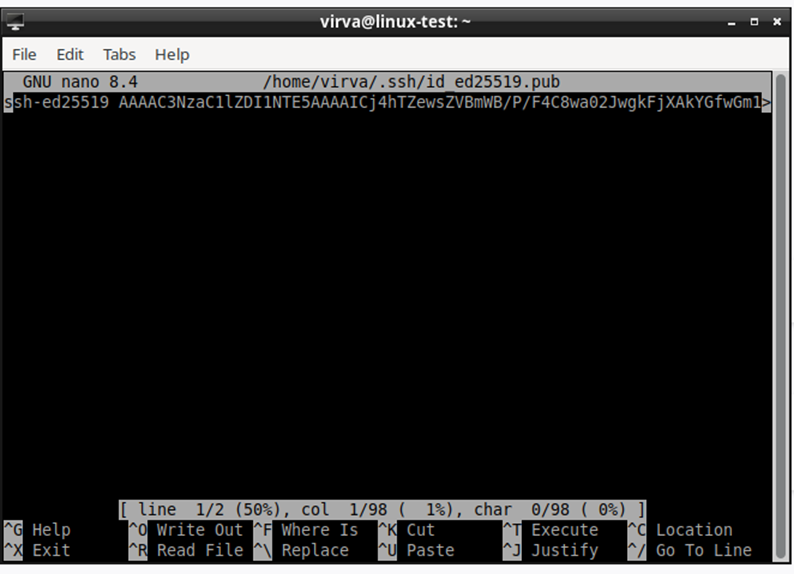 virva@linux-test: ~
File Edit Tabs Help
GNU nano 8.4 /home/virva/.ssh/id_ed25519.pub
ssh-ed25519 AAAAC3NzaC1lZDI1NTE5AAAAICj4hTZewsZVBmWB/P/F4C8wa02JwgkFjXAkYGfwGm1>
[ line 1/2 (50%), col 1/98 ( 1%), char 0/98 ( 0%) ]
^G Help ^O Write Out ^F Where Is ^K Cut ^T Execute ^C Location
^X Exit ^R Read File ^\ Replace ^U Paste ^J Justify ^/ Go To Line